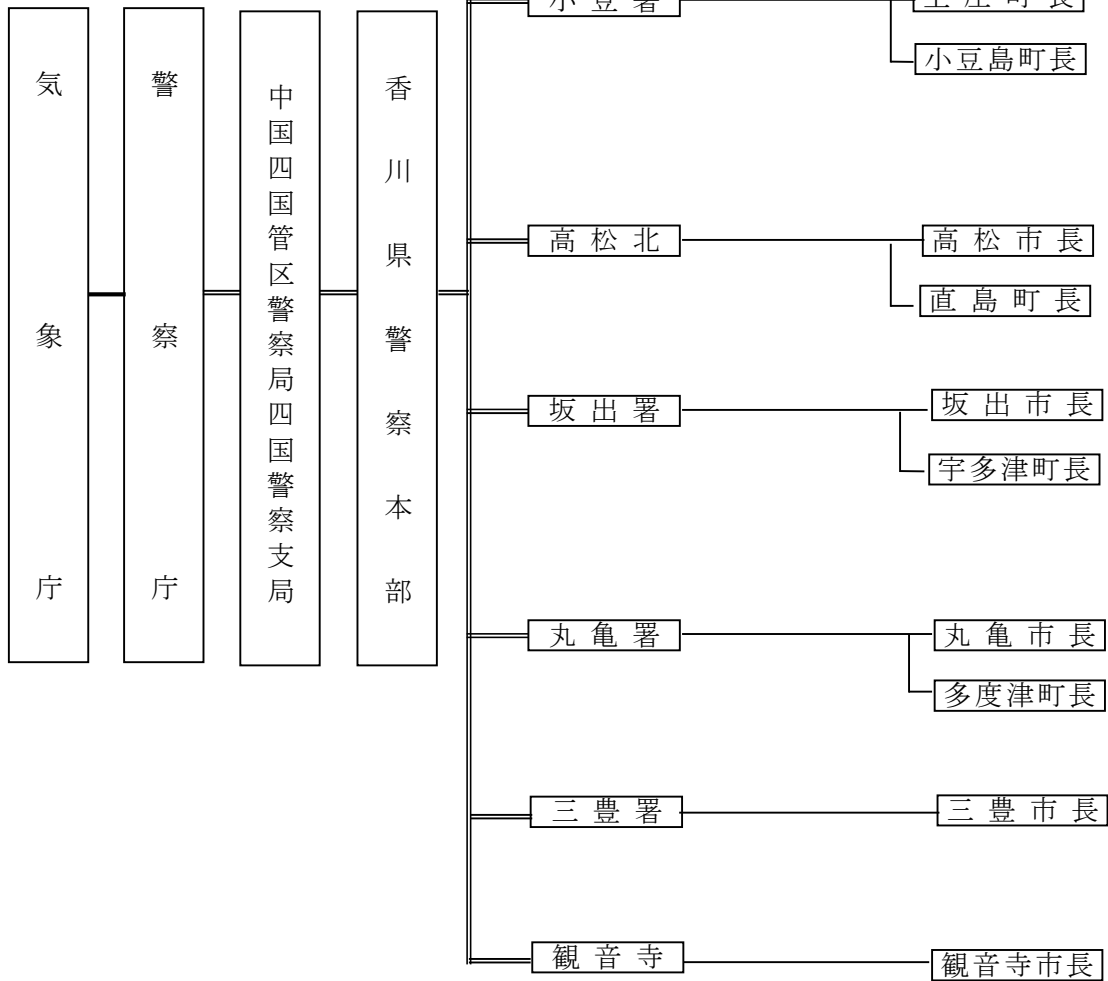 気象庁
警察庁
中国四国管区警察局四国警察支局
香川県警察本部
小豆署
土庄町長
小豆島町長
高松北
高松市長
直島町長
坂出署
坂出市長
宇多津町長
丸亀署
丸亀市長
多度津町長
三豊署
三豊市長
観音寺
観音寺市長